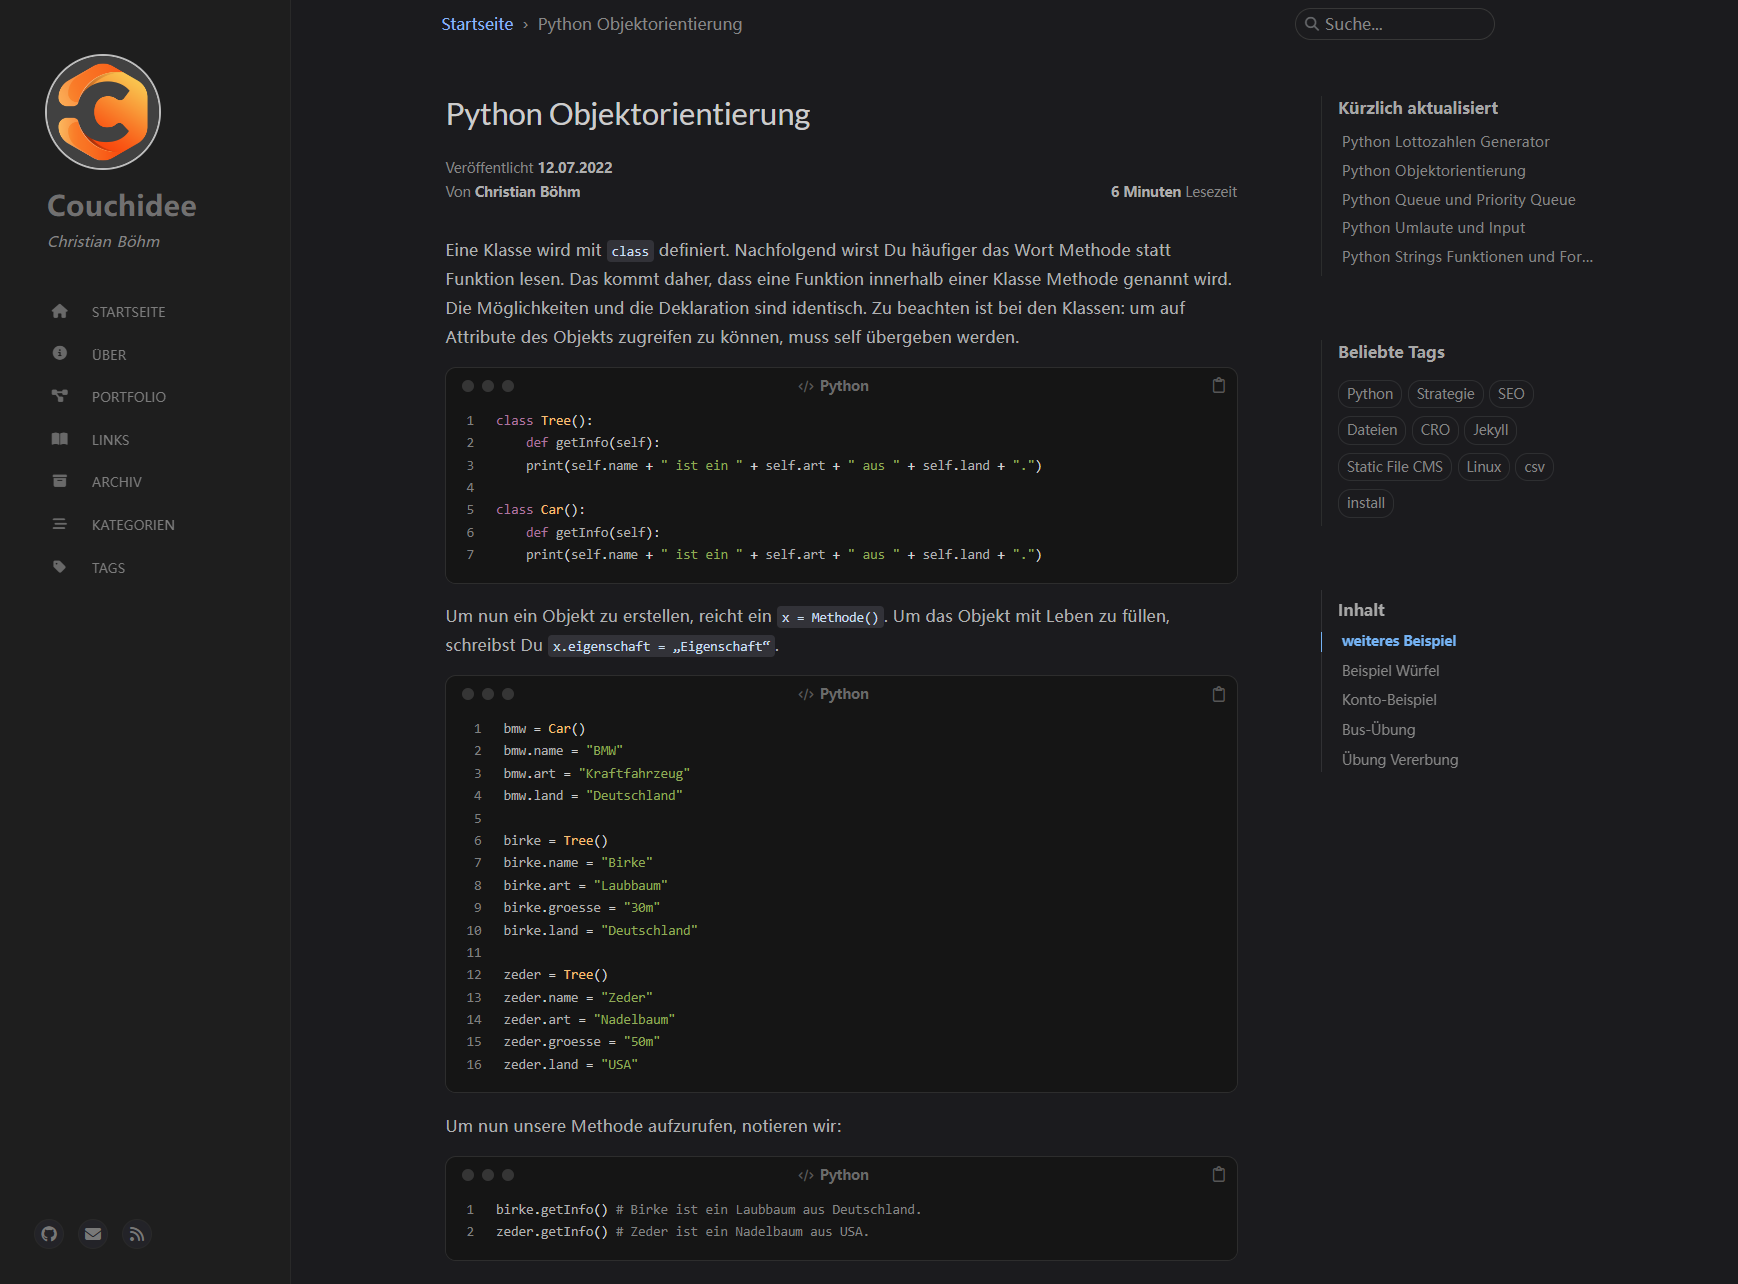 Couchidee
Christian Böhm
STARTSEITE
ÜBER
PORTFOLIO
LINKS
ARCHIV
KATEGORIEN
TAGS
Startseite › Python Objektorientierung
Suche...
Python Objektorientierung
Veröffentlicht 12.07.2022
Von Christian Böhm
6 Minuten Lesezeit
Eine Klasse wird mit class definiert. Nachfolgend wirst Du häufiger das Wort Methode statt
Funktion lesen. Das kommt daher, dass eine Funktion innerhalb einer Klasse Methode genannt wird.
Die Möglichkeiten und die Deklaration sind identisch. Zu beachten ist bei den Klassen: um auf
Attribute des Objekts zugreifen zu können, muss self übergeben werden.
</> Python
1 class Tree():
2     def getInfo(self):
3     print(self.name + " ist ein " + self.art + " aus " + self.land + ".")
4
5 class Car():
6     def getInfo(self):
7     print(self.name + " ist ein " + self.art + " aus " + self.land + ".")
Um nun ein Objekt zu erstellen, reicht ein x = Methode(). Um das Objekt mit Leben zu füllen,
schreibst Du x.eigenschaft = „Eigenschaft“.
</> Python
1 bmw = Car()
2 bmw.name = "BMW"
3 bmw.art = "Kraftfahrzeug"
4 bmw.land = "Deutschland"
5
6 birke = Tree()
7 birke.name = "Birke"
8 birke.art = "Laubbaum"
9 birke.groesse = "30m"
10 birke.land = "Deutschland"
11
12 zeder = Tree()
13 zeder.name = "Zeder"
14 zeder.art = "Nadelbaum"
15 zeder.groesse = "50m"
16 zeder.land = "USA"
Um nun unsere Methode aufzurufen, notieren wir:
</> Python
1 birke.getInfo() # Birke ist ein Laubbaum aus Deutschland.
2 zeder.getInfo() # Zeder ist ein Nadelbaum aus USA.
Kürzlich aktualisiert
Python Lottozahlen Generator
Python Objektorientierung
Python Queue und Priority Queue
Python Umlaute und Input
Python Strings Funktionen und For...
Beliebte Tags
Python Strategie SEO
Dateien CRO Jekyll
Static File CMS Linux csv
install
Inhalt
weiteres Beispiel
Beispiel Würfel
Konto-Beispiel
Bus-Übung
Übung Vererbung